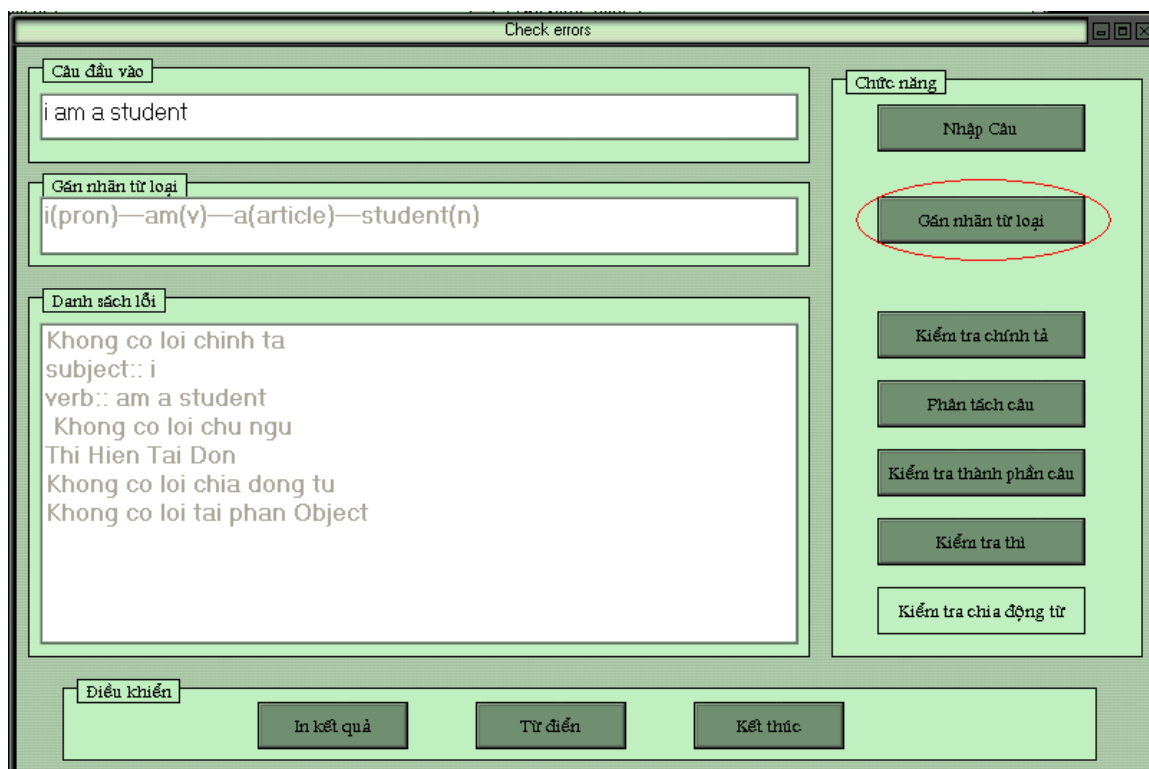 Check errors
Câu đầu vào
i am a student
Gán nhãn từ loại
i(pron)—am(v)—a(article)—student(n)
Danh sách lỗi
Khong co loi chinh ta
subject:: i
verb:: am a student
Khong co loi chu ngu
Thi Hien Tai Don
Khong co loi chia dong tu
Khong co loi tai phan Object
Chức năng
Nhập Câu
Gán nhãn từ loại
Kiểm tra chính tả
Phân tách câu
Kiểm tra thành phần câu
Kiểm tra thì
Kiểm tra chia động từ
Điều khiển
In kết quả
Từ điển
Kết thúc